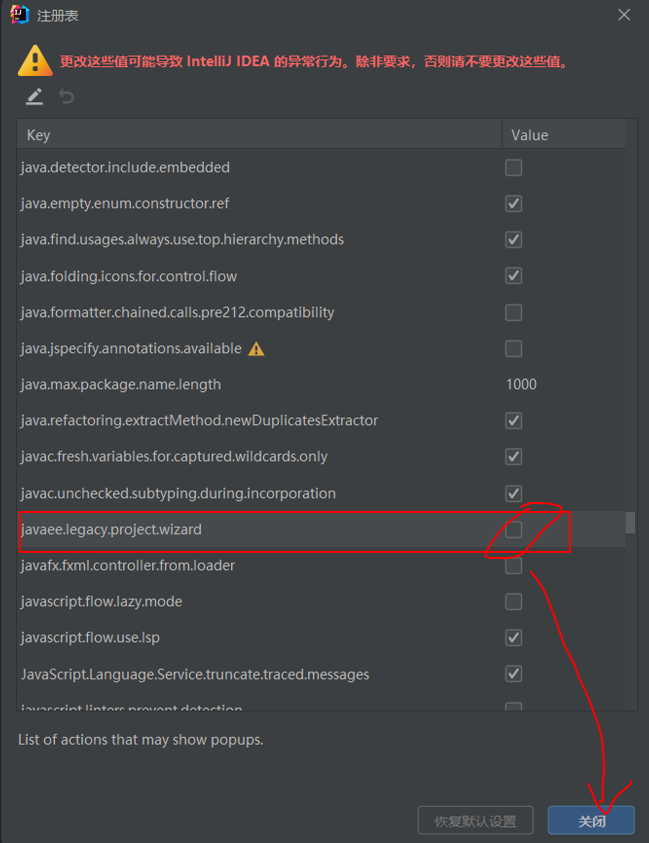 注册表
更改这些值可能导致 IntelliJ IDEA 的异常行为。除非要求，否则请不要更改这些值。
Key Value
java.detector.include.embedded
java.empty.enum.constructor.ref
java.find.usages.always.use.top.hierarchy.methods
java.folding.icons.for.control.flow
java.formatter.chained.calls.pre212.compatibility
java.jspecify.annotations.available
java.max.package.name.length 1000
java.refactoring.extractMethod.newDuplicatesExtractor
javac.fresh.variables.for.captured.wildcards.only
javac.unchecked.subtyping.during.incorporation
javaee.legacy.project.wizard
javafx.fxml.controller.from.loader
javascript.flow.lazy.mode
javascript.flow.use.lsp
JavaScript.Language.Service.truncate.traced.messages
javascript.linters.prevent.detection
List of actions that may show popups.
恢复默认设置 关闭